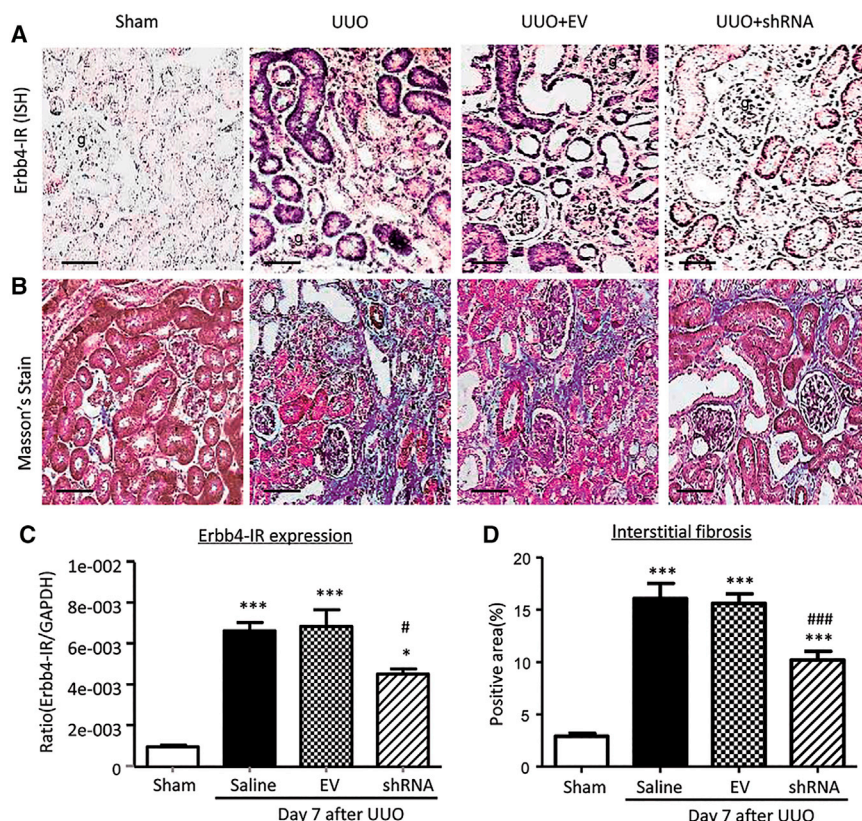 Sham UUO UUO+EV UUO+shRNA
A
Erbb4-IR (ISH)
g
g
g
g
g
g
B
Masson's Stain
C
Erbb4-IR expression
Ratio(Erbb4-IR/GAPDH)
1e-002
8e-003
6e-003
4e-003
2e-003
0
***
***
#
*
Sham Saline EV shRNA
Day 7 after UUO
D
Interstitial fibrosis
Positive area(%)
20
15
10
5
0
***
***
###
***
Sham Saline EV shRNA
Day 7 after UUO